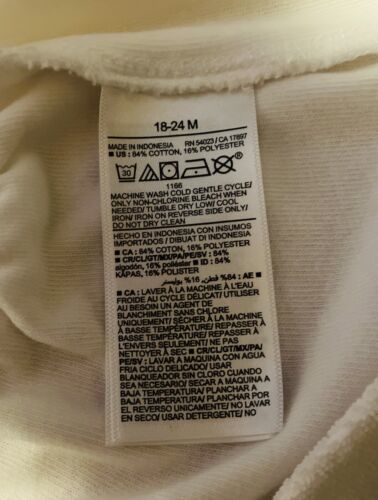 18-24 M
MADE IN INDONESIA RN 54023 / CA 17897
■ US : 84% COTTON, 16% POLYESTER
30 ®
1166
MACHINE WASH COLD GENTLE CYCLE/
ONLY NON-CHLORINE BLEACH WHEN
NEEDED/ TUMBLE DRY LOW/ COOL
IRON/ IRON ON REVERSE SIDE ONLY/
DO NOT DRY CLEAN
HECHO EN INDONESIA CON INSUMOS
IMPORTADOS / DIBUAT DI INDONESIA
■ CA : 84% COTON, 16% POLYESTER
■ CR/CL/GT/MX/PA/PE/SV : 84%
algodón, 16% poliéster ■ ID : 84%
KAPAS, 16% POLISTER
■ AE : 84% قطن, 16% بوليستر
■ CA : LAVER À LA MACHINE À L'EAU
FROIDE AU CYCLE DÉLICAT/ UTILISER
AU BESOIN UN AGENT DE
BLANCHIMENT SANS CHLORE
UNIQUEMENT/ SÉCHER À LA MACHINE
À BASSE TEMPÉRATURE/ REPASSER À
BASSE TEMPÉRATURE/ REPASSER À
L'ENVERS SEULEMENT/ NE PAS
NETTOYER À SEC ■ CR/CL/GT/MX/PA/
PE/SV : LAVAR A MAQUINA CON AGUA
FRIA CICLO DELICADO/ USAR
BLANQUEADOR SIN CLORO CUANDO
SEA NECESARIO/ SECAR A MAQUINA A
BAJA TEMPERATURA/ PLANCHAR A
BAJA TEMPERATURA/ PLANCHAR POR
EL REVERSO UNICAMENTE/ NO LAVAR
EN SECO/ USAR DETERGENTE/ NO